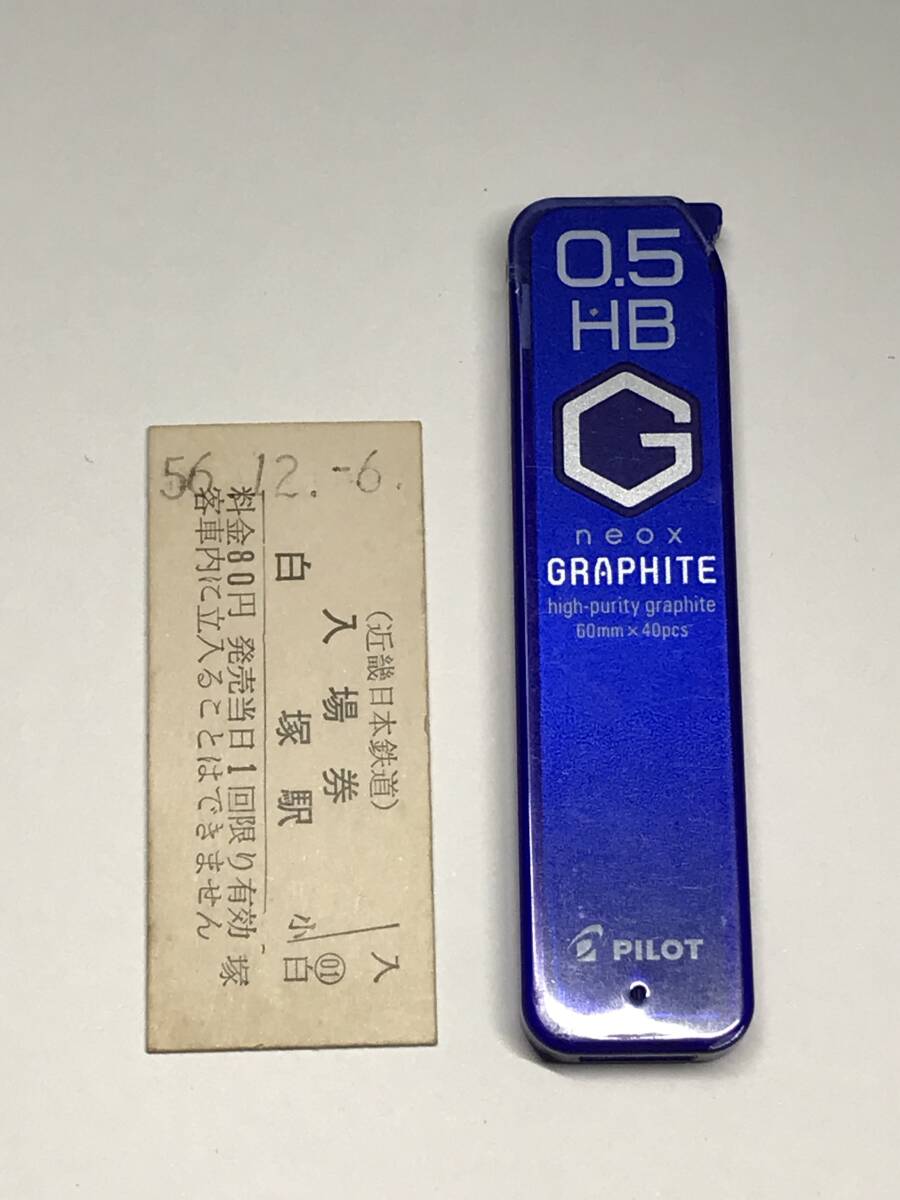 56.12.-6.
(近畿日本鉄道)
入場券
白塚駅
料金80円 発売当日1回限り有効
客車内に立入ることはできません
入
小
01
白
塚
0.5
HB
G
neox
GRAPHITE
high-purity graphite
60mm×40pcs
PILOT